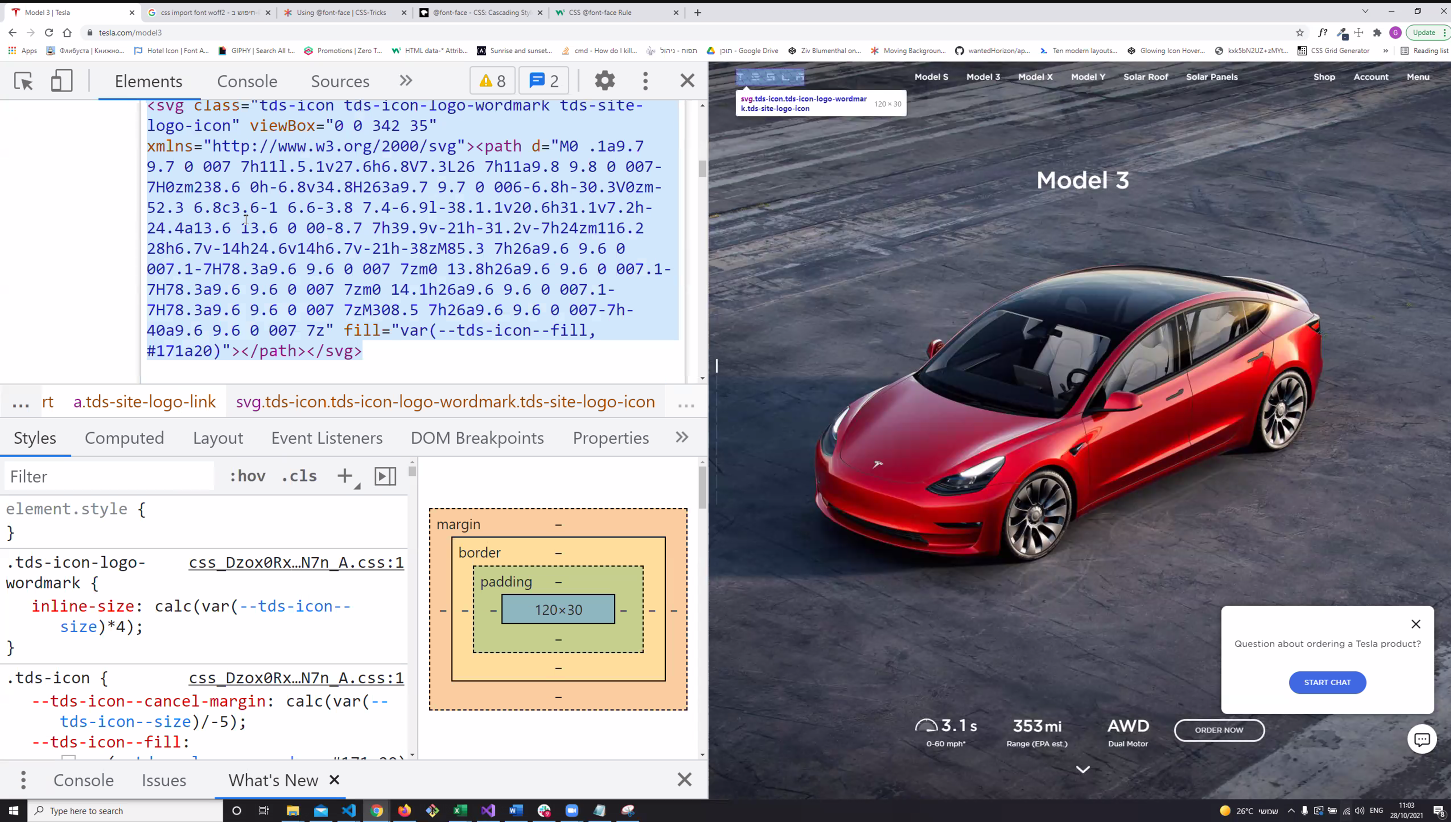 Model 3 | Tesla
css import font woff2 - חיפוש ב
Using @font-face | CSS-Tricks
@font-face - CSS: Cascading Style
CSS @font-face Rule
tesla.com/model3
Update
Apps
Флибуста | Книжно...
Hotel Icon | Font A...
GIPHY | Search All t...
Promotions | Zero T...
HTML data-* Attrib...
Sunrise and sunset...
cmd - How do I kill...
תוכן - Google Drive
Ziv Blumenthal on...
Moving Backgroun...
wantedHorizon/ap...
Ten modern layouts...
Glowing Icon Hover...
CSS Grid Generator
Reading list
Elements
Console
Sources
8
2
<svg class="tds-icon tds-icon-logo-wordmark tds-site-
logo-icon" viewBox="0 0 342 35"
xmlns="http://www.w3.org/2000/svg"><path d="M0 .1a9.7
9.7 0 007 7h11l.5.1v27.6h6.8V7.3L26 7h11a9.8 9.8 0 007-
7H0zm238.6 0h-6.8v34.8H263a9.7 9.7 0 006-6.8h-30.3V0zm-
52.3 6.8c3.6-1 6.6-3.8 7.4-6.9l-38.1.1v20.6h31.1v7.2h-
24.4a13.6 13.6 0 00-8.7 7h39.9v-21h-31.2v-7h24zm116.2
28h6.7v-14h24.6v14h6.7v-21h-38zM85.3 7h26a9.6 9.6 0
007.1-7H78.3a9.6 9.6 0 007 7zm0 13.8h26a9.6 9.6 0 007.1-
7H78.3a9.6 9.6 0 007 7zm0 14.1h26a9.6 9.6 0 007.1-
7H78.3a9.6 9.6 0 007 7zM308.5 7h26a9.6 9.6 0 007-7h-
40a9.6 9.6 0 007 7z" fill="var(--tds-icon--fill,
#171a20)"></path></svg>
... rt a.tds-site-logo-link svg.tds-icon.tds-icon-logo-wordmark.tds-site-logo-icon ...
Styles
Computed
Layout
Event Listeners
DOM Breakpoints
Properties
Filter
:hov .cls
element.style {
}
.tds-icon-logo-
wordmark {
css_Dzox0Rx…N7n_A.css:1
inline-size: calc(var(--tds-icon--
size)*4);
}
.tds-icon {
css_Dzox0Rx…N7n_A.css:1
--tds-icon--cancel-margin: calc(var(--
tds-icon--size)/-5);
--tds-icon--fill:
margin
border
padding
120×30
Console
Issues
What's New
TESLA
svg.tds-icon.tds-icon-logo-wordmar
k.tds-site-logo-icon
120 × 30
Model S
Model 3
Model X
Model Y
Solar Roof
Solar Panels
Shop
Account
Menu
Model 3
Question about ordering a Tesla product?
START CHAT
3.1 s
0-60 mph*
353mi
Range (EPA est.)
AWD
Dual Motor
ORDER NOW
Type here to search
26°C
שמשי
ENG
11:03
28/10/2021